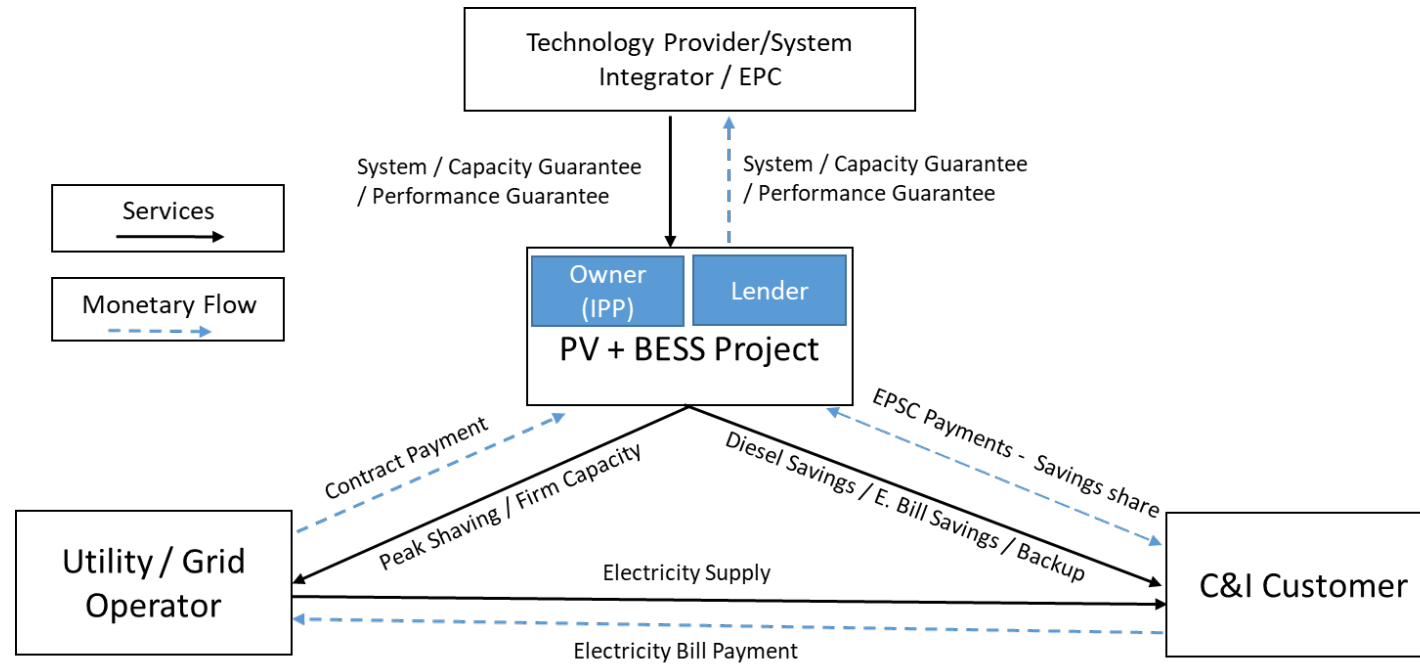 Technology Provider/System
Integrator / EPC
System / Capacity Guarantee
/ Performance Guarantee
System / Capacity Guarantee
/ Performance Guarantee
Services
Monetary Flow
Owner
(IPP)
Lender
PV + BESS Project
Contract Payment
Peak Shaving / Firm Capacity
EPSC Payments - Savings share
Diesel Savings / E. Bill Savings / Backup
Utility / Grid
Operator
Electricity Supply
C&I Customer
Electricity Bill Payment